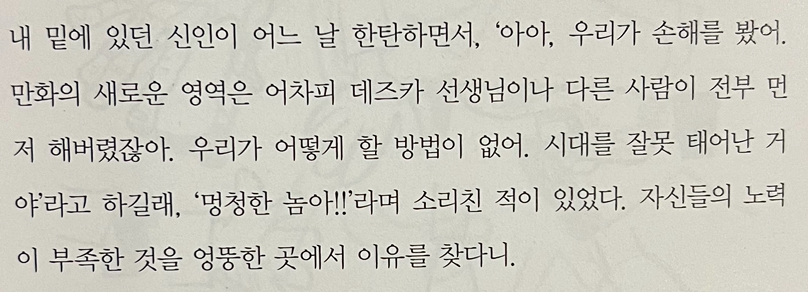 내 밑에 있던 신인이 어느 날 한탄하면서, ‘아아, 우리가 손해를 봤어.
만화의 새로운 영역은 어차피 데즈카 선생님이나 다른 사람이 전부 먼
저 해버렸잖아. 우리가 어떻게 할 방법이 없어. 시대를 잘못 태어난 거
야’라고 하길래, ‘멍청한 놈아!!’라며 소리친 적이 있었다. 자신들의 노력
이 부족한 것을 엉뚱한 곳에서 이유를 찾다니.